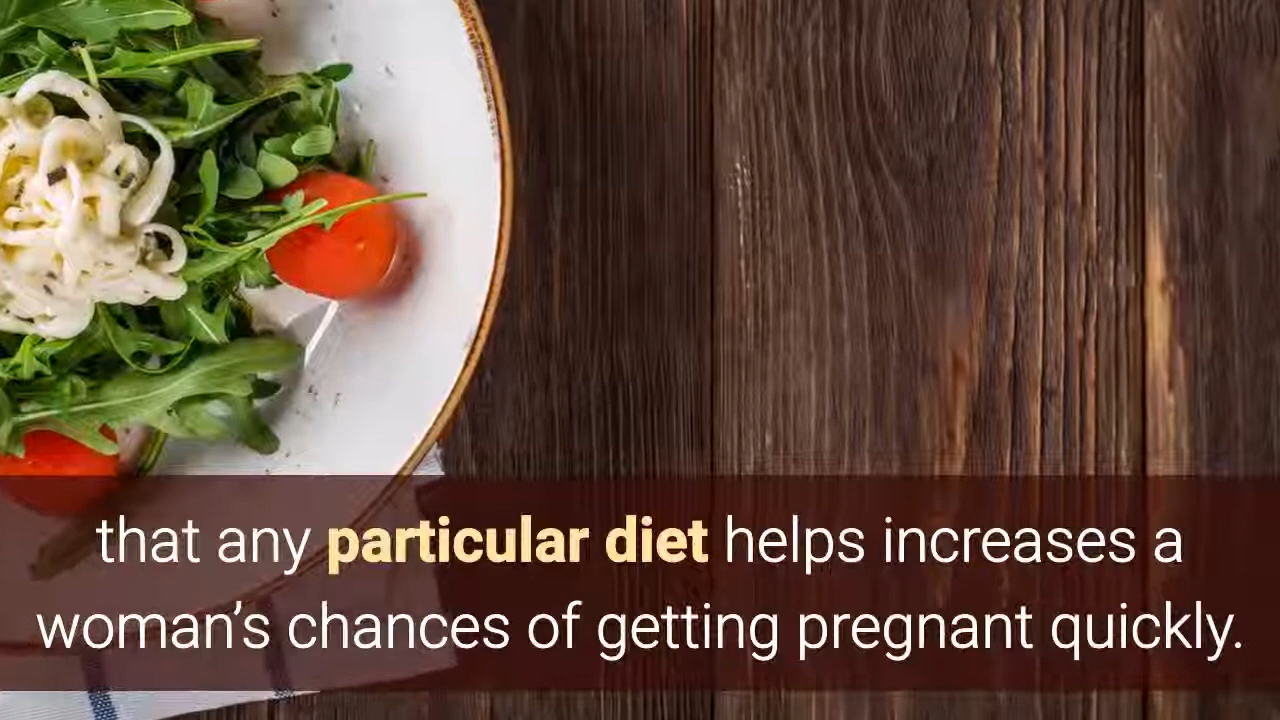 that any particular diet helps increases a
woman’s chances of getting pregnant quickly.